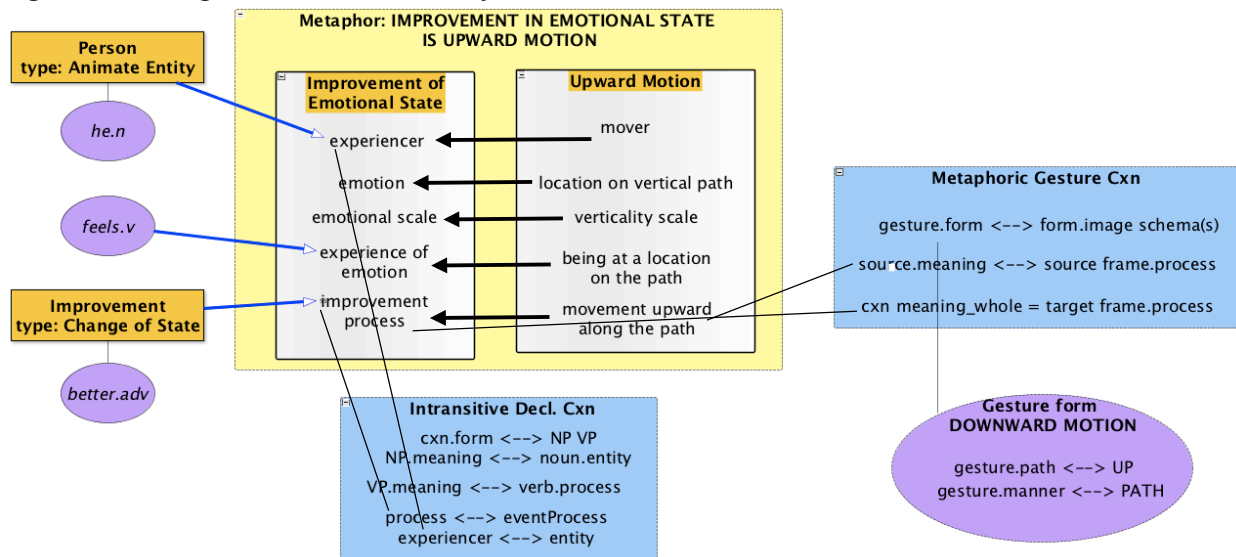 Metaphor: IMPROVEMENT IN EMOTIONAL STATE
IS UPWARD MOTION
Person
type: Animate Entity
he.n
feels.v
Improvement
type: Change of State
better.adv
Improvement of
Emotional State
experiencer
emotion
emotional scale
experience of
emotion
improvement
process
Upward Motion
mover
location on vertical path
verticality scale
being at a location
on the path
movement upward
along the path
Metaphoric Gesture Cxn
gesture.form <--> form.image schema(s)
source.meaning <--> source frame.process
cxn meaning_whole = target frame.process
Intransitive Decl. Cxn
cxn.form <--> NP VP
NP.meaning <--> noun.entity
VP.meaning <--> verb.process
process <--> eventProcess
experiencer <--> entity
Gesture form
DOWNWARD MOTION
gesture.path <--> UP
gesture.manner <--> PATH